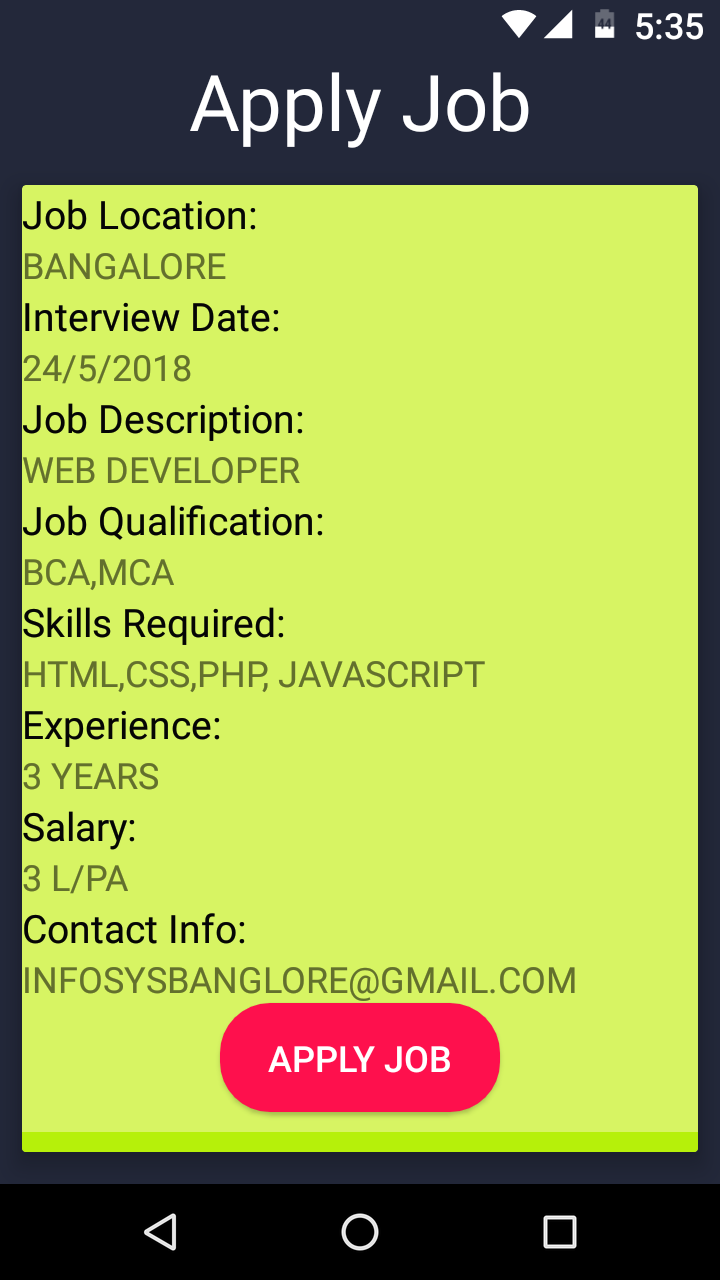 44 5:35
Apply Job
Job Location:
BANGALORE
Interview Date:
24/5/2018
Job Description:
WEB DEVELOPER
Job Qualification:
BCA,MCA
Skills Required:
HTML,CSS,PHP, JAVASCRIPT
Experience:
3 YEARS
Salary:
3 L/PA
Contact Info:
INFOSYSBANGLORE@GMAIL.COM
APPLY JOB